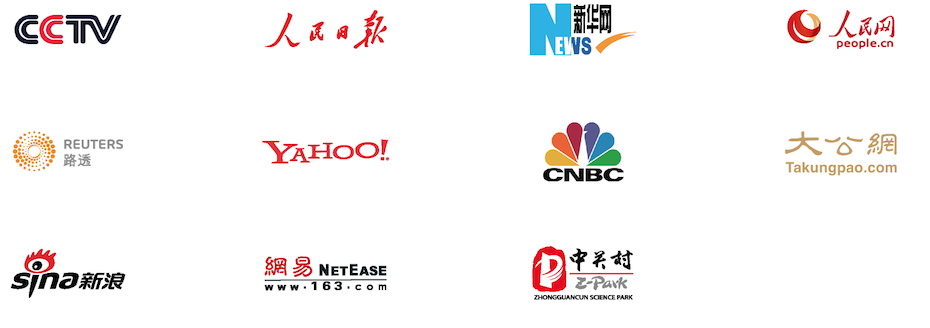 CCTV
人民日报
新华网
NEWS
人民网
people.cn
REUTERS
路透
YAHOO!
CNBC
大公網
Takungpao.com
sina新浪
網易 NETEASE
www.163.com
中关村
Z-Park
ZHONGGUANCUN SCIENCE PARK